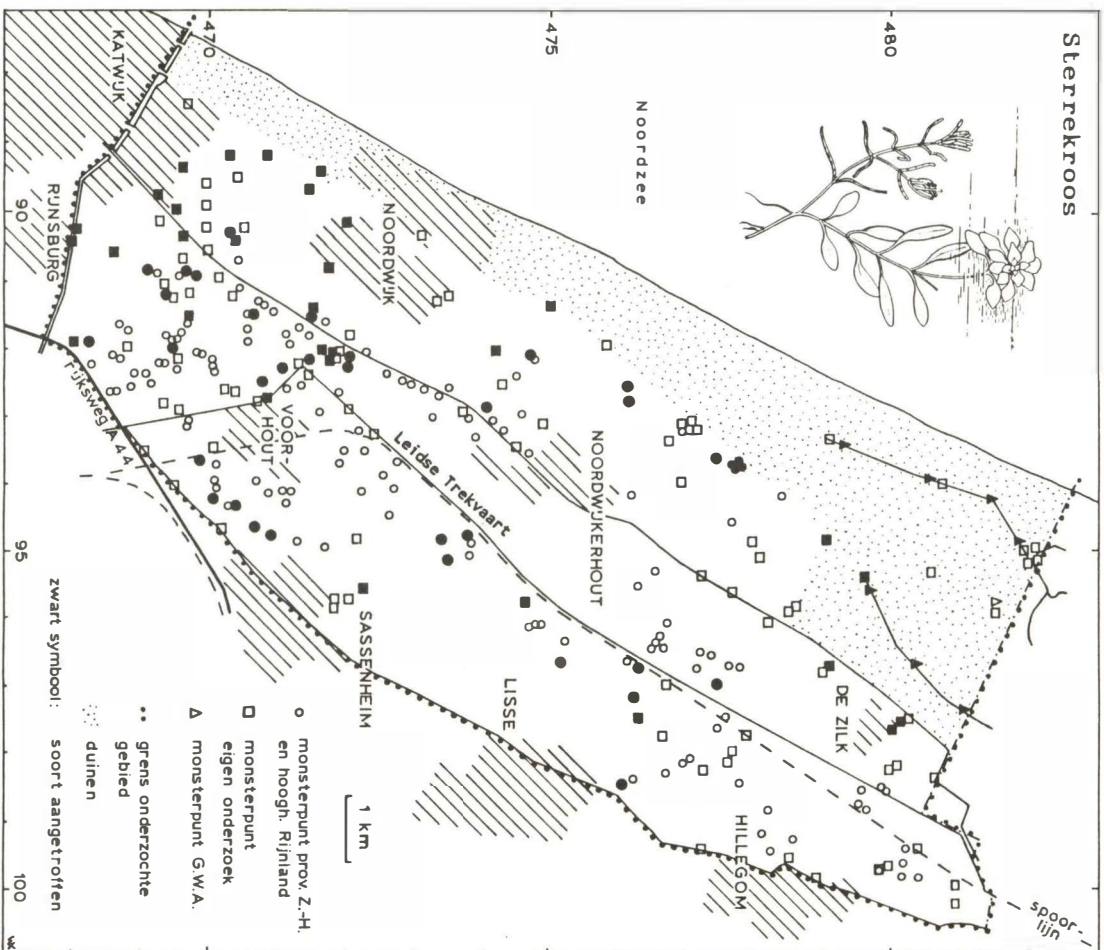 Sterrekroos
Noordzee
470
475
480
90
95
100
KATWIJK
RIJNSBURG
NOORDWIJK
VOOR-
HOUT
NOORDWIJKERHOUT
Leidse Trekvaart
rijksweg A 44
SASSENHEIM
LISSE
DE ZILK
HILLEGOM
spoor-
lijn
1 km
○ monsterpunt prov. Z.-H.
en hoogh. Rijnland
□ monsterpunt
eigen onderzoek
△ monsterpunt G.W.A.
•• grens onderzochte
gebied
duinen
zwart symbool: soort aangetroffen